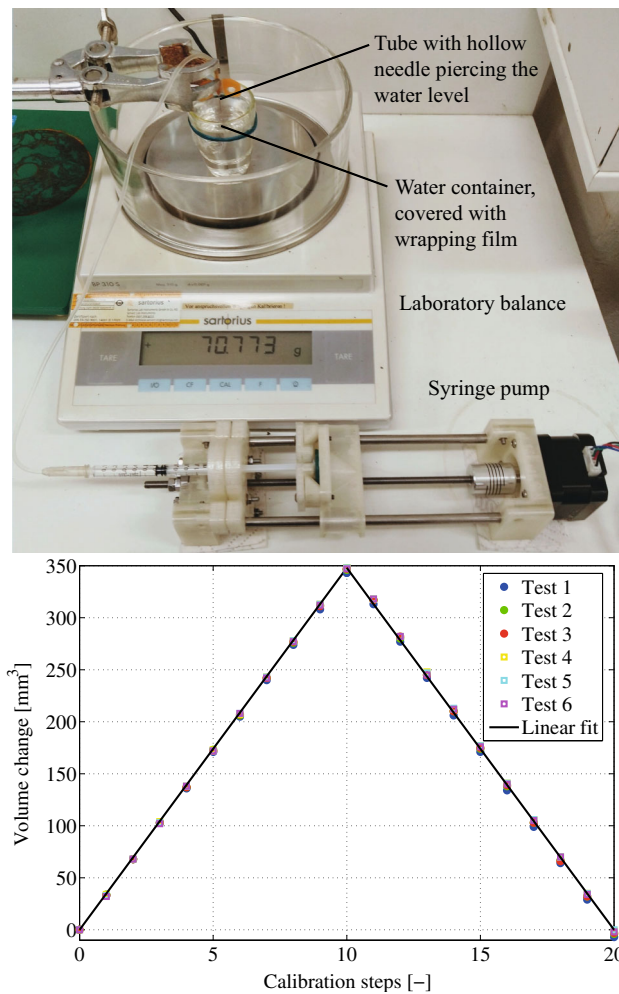 Tube with hollow
needle piercing the
water level
Water container,
covered with
wrapping film
Laboratory balance
sartorius
TARE
+ 70.773 g
TARE
I/O
CF
CAL
F
Syringe pump
350
300
250
200
150
100
50
0
Volume change [mm³]
Test 1
Test 2
Test 3
Test 4
Test 5
Test 6
Linear fit
0
5
10
15
20
Calibration steps [−]